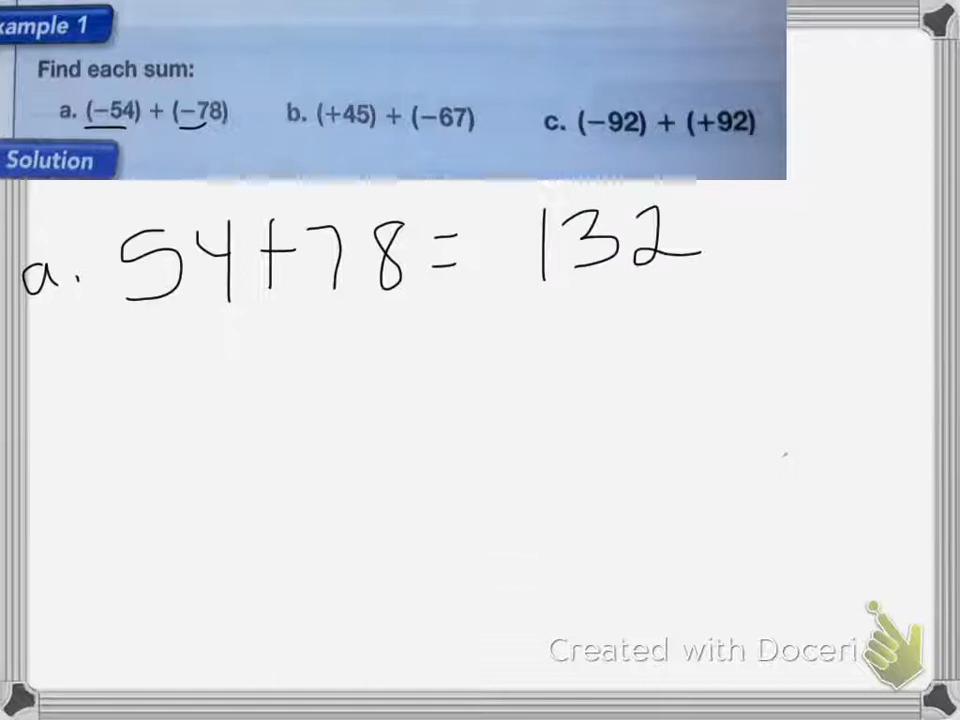 xample 1
Find each sum:
a. (−54) + (−78) b. (+45) + (−67) c. (−92) + (+92)
Solution
a. 54+78= 132
Created with Doceri